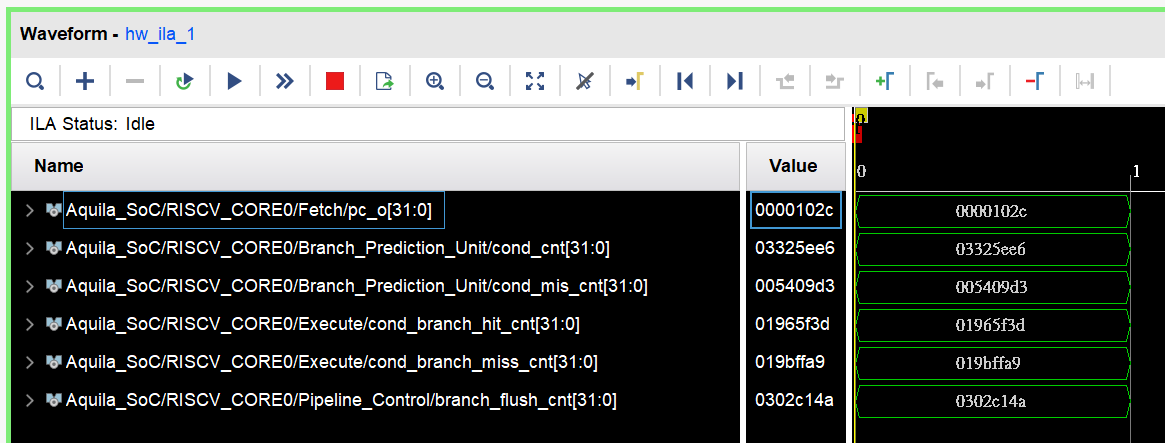 Waveform - hw_ila_1
ILA Status: Idle
Name Value
0
0 1
Aquila_SoC/RISCV_CORE0/Fetch/pc_o[31:0] 0000102c 0000102c
Aquila_SoC/RISCV_CORE0/Branch_Prediction_Unit/cond_cnt[31:0] 03325ee6 03325ee6
Aquila_SoC/RISCV_CORE0/Branch_Prediction_Unit/cond_mis_cnt[31:0] 005409d3 005409d3
Aquila_SoC/RISCV_CORE0/Execute/cond_branch_hit_cnt[31:0] 01965f3d 01965f3d
Aquila_SoC/RISCV_CORE0/Execute/cond_branch_miss_cnt[31:0] 019bffa9 019bffa9
Aquila_SoC/RISCV_CORE0/Pipeline_Control/branch_flush_cnt[31:0] 0302c14a 0302c14a